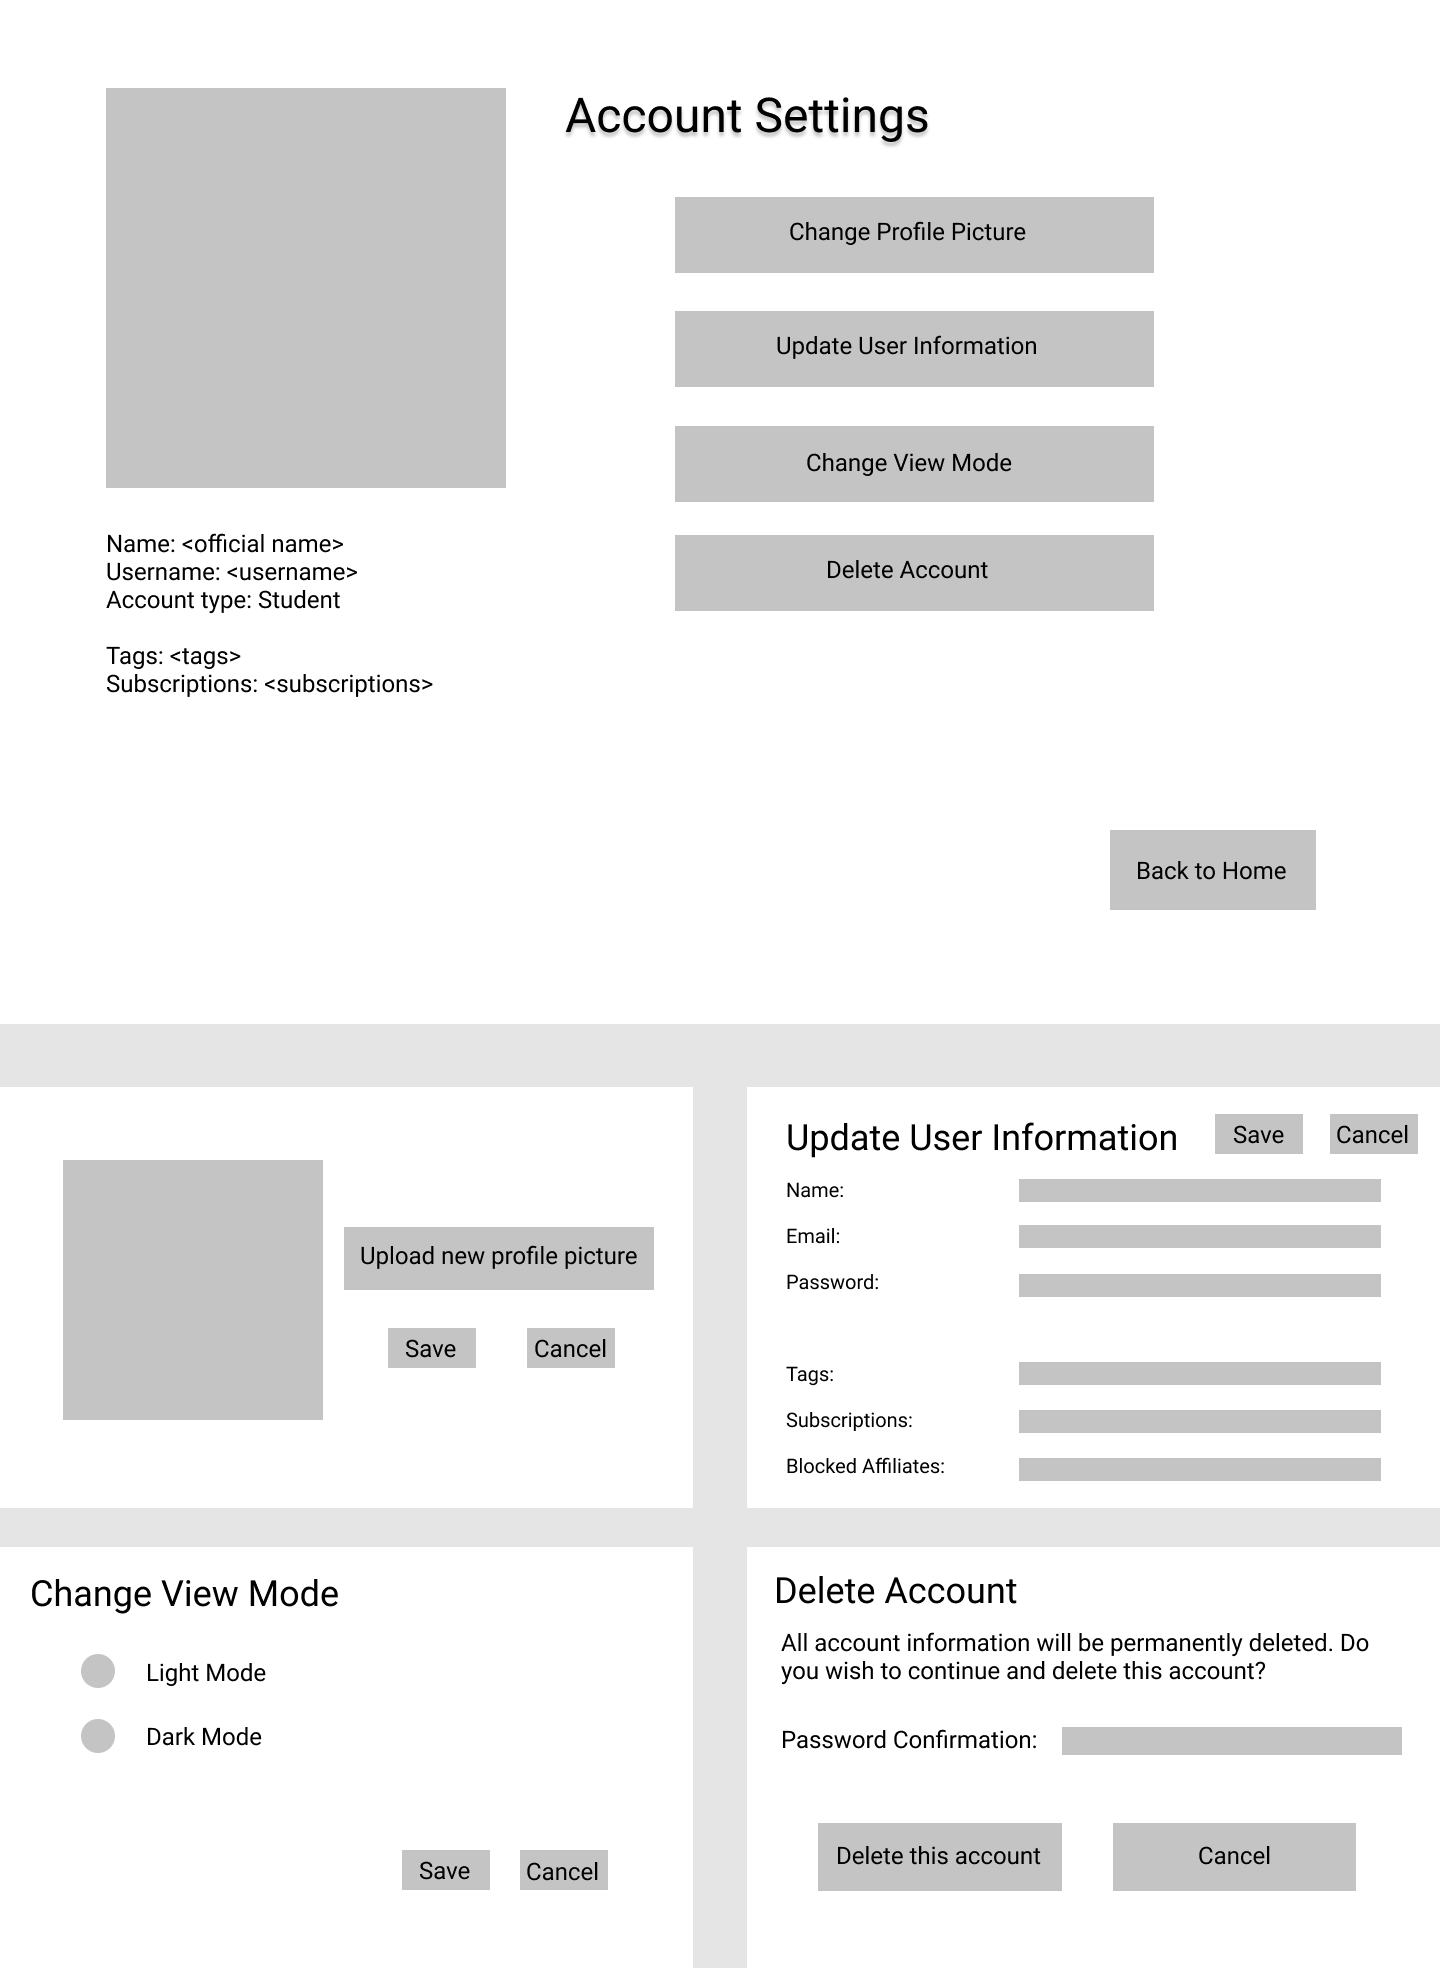 Account Settings
Change Profile Picture
Update User Information
Change View Mode
Delete Account
Name: <official name>
Username: <username>
Account type: Student
Tags: <tags>
Subscriptions: <subscriptions>
Back to Home
Upload new profile picture
Save Cancel
Update User Information Save Cancel
Name:
Email:
Password:
Tags:
Subscriptions:
Blocked Affiliates:
Change View Mode
Light Mode
Dark Mode
Save Cancel
Delete Account
All account information will be permanently deleted. Do
you wish to continue and delete this account?
Password Confirmation:
Delete this account Cancel